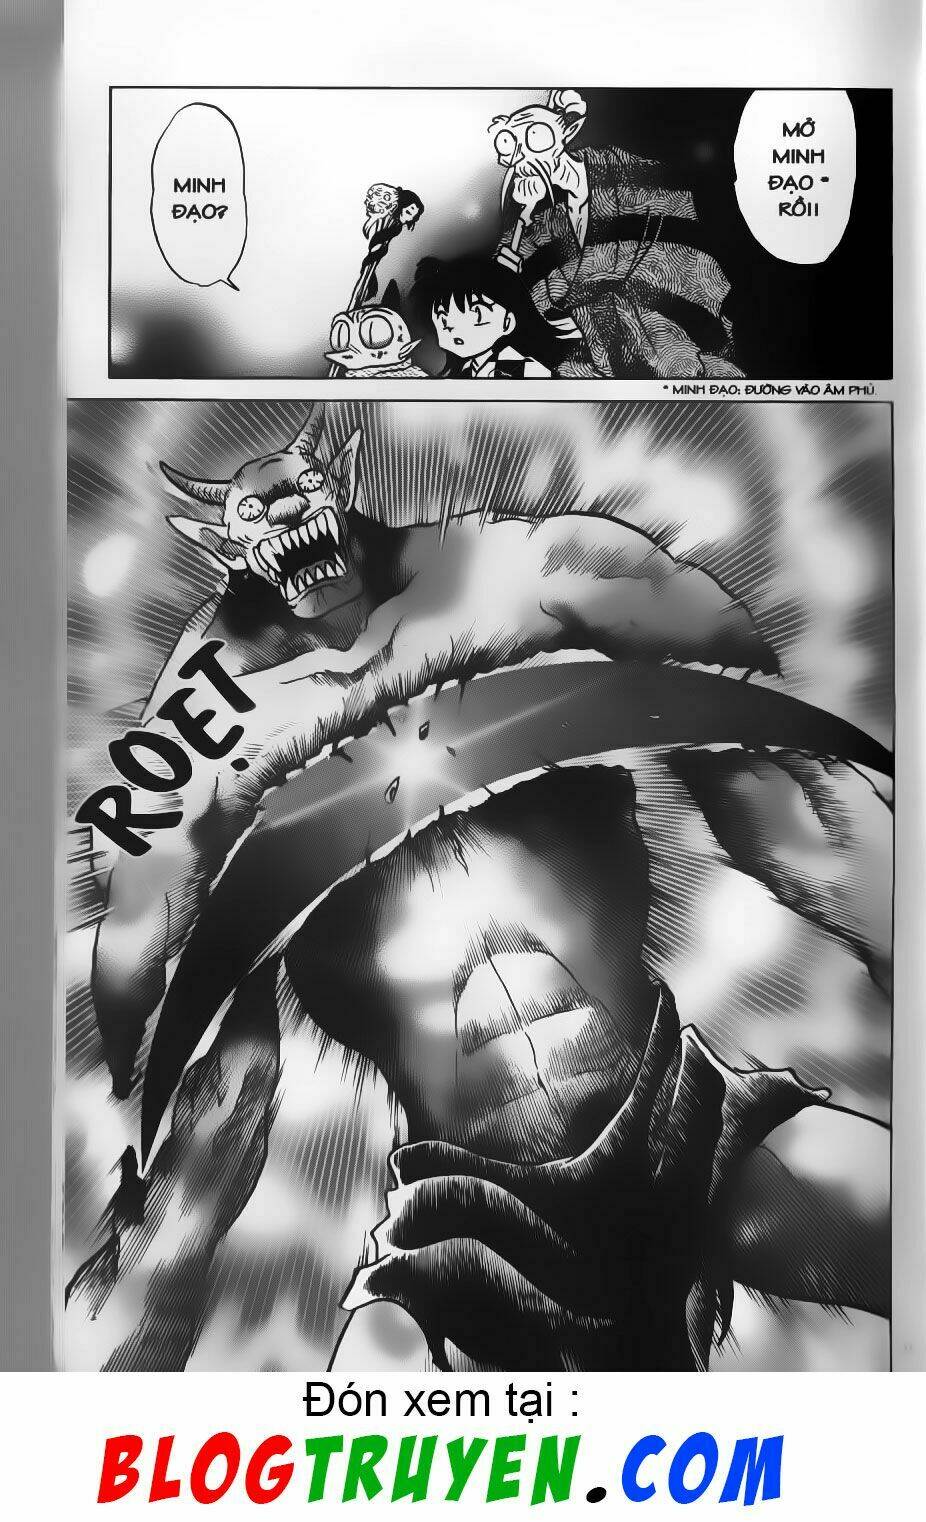 MỞ
MINH
ĐẠO *
RỒI!
MINH
ĐẠO?
* MINH ĐẠO: ĐƯỜNG VÀO ÂM PHỦ.
ROẸT
Đón xem tại :
BLOGTRUYEN.COM